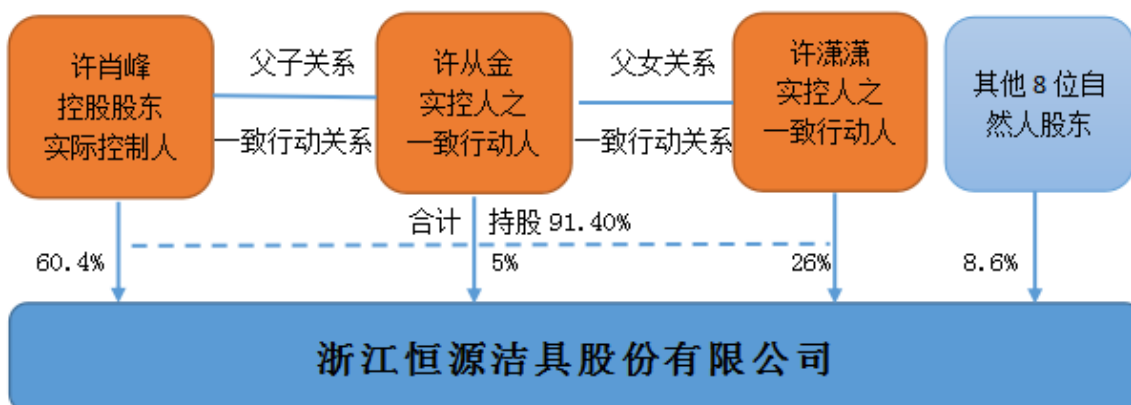 许肖峰
控股股东
实际控制人
父子关系
一致行动关系
许从金
实控人之
一致行动人
父女关系
一致行动关系
许潇潇
实控人之
一致行动人
其他 8 位自
然人股东
合计 持股 91.40%
60.4%
5%
26%
8.6%
浙江恒源洁具股份有限公司